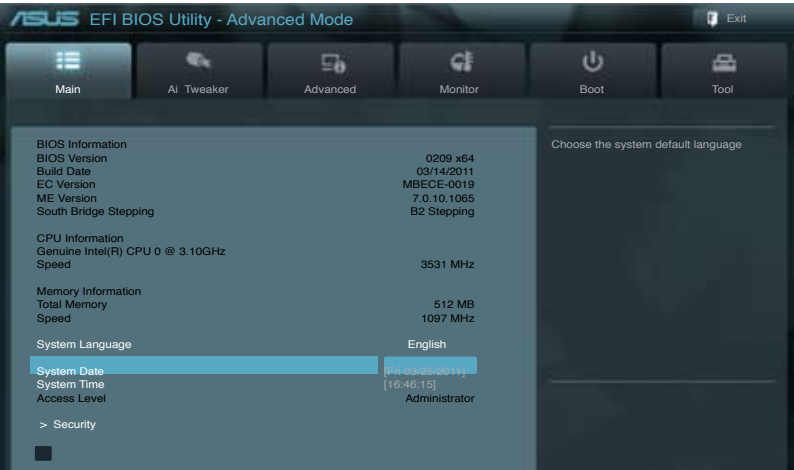 ASUS EFI BIOS Utility - Advanced Mode Exit
Main Ai Tweaker Advanced Monitor Boot Tool
Choose the system default language
BIOS Information
BIOS Version 0209 x64
Build Date 03/14/2011
EC Version MBECE-0019
ME Version 7.0.10.1065
South Bridge Stepping B2 Stepping
CPU Information
Genuine Intel(R) CPU 0 @ 3.10GHz
Speed 3531 MHz
Memory Information
Total Memory 512 MB
Speed 1097 MHz
System Language English
System Date [Fri 03/25/2011]
System Time [16:46:15]
Access Level Administrator
> Security